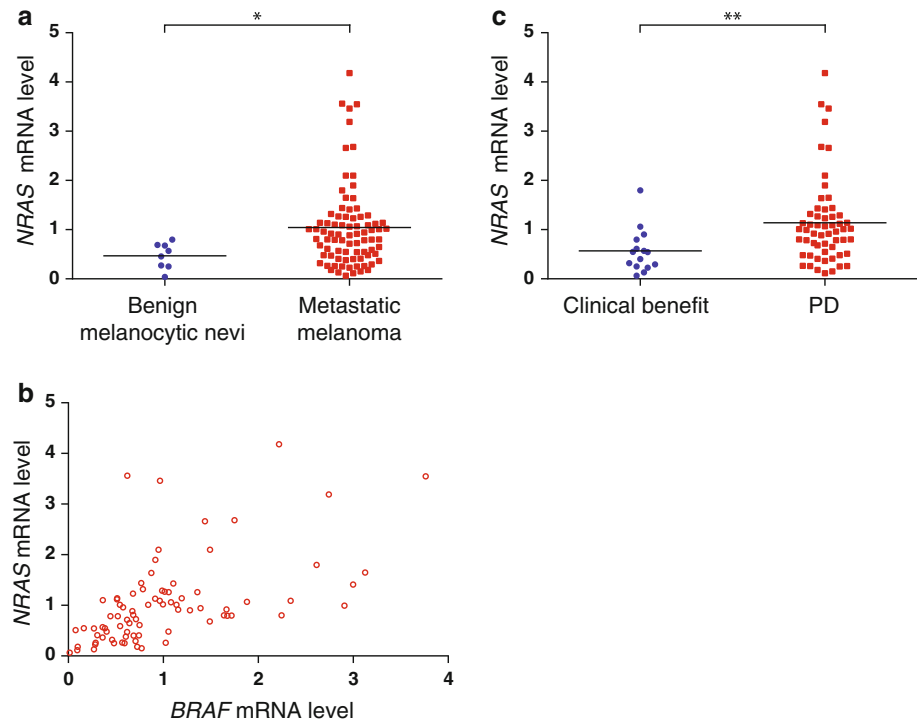 a
*
5
4
3
2
1
0
NRAS mRNA level
Benign
melanocytic nevi
Metastatic
melanoma
c
**
5
4
3
2
1
0
NRAS mRNA level
Clinical benefit
PD
b
5
4
3
2
1
0
NRAS mRNA level
0
1
2
3
4
BRAF mRNA level